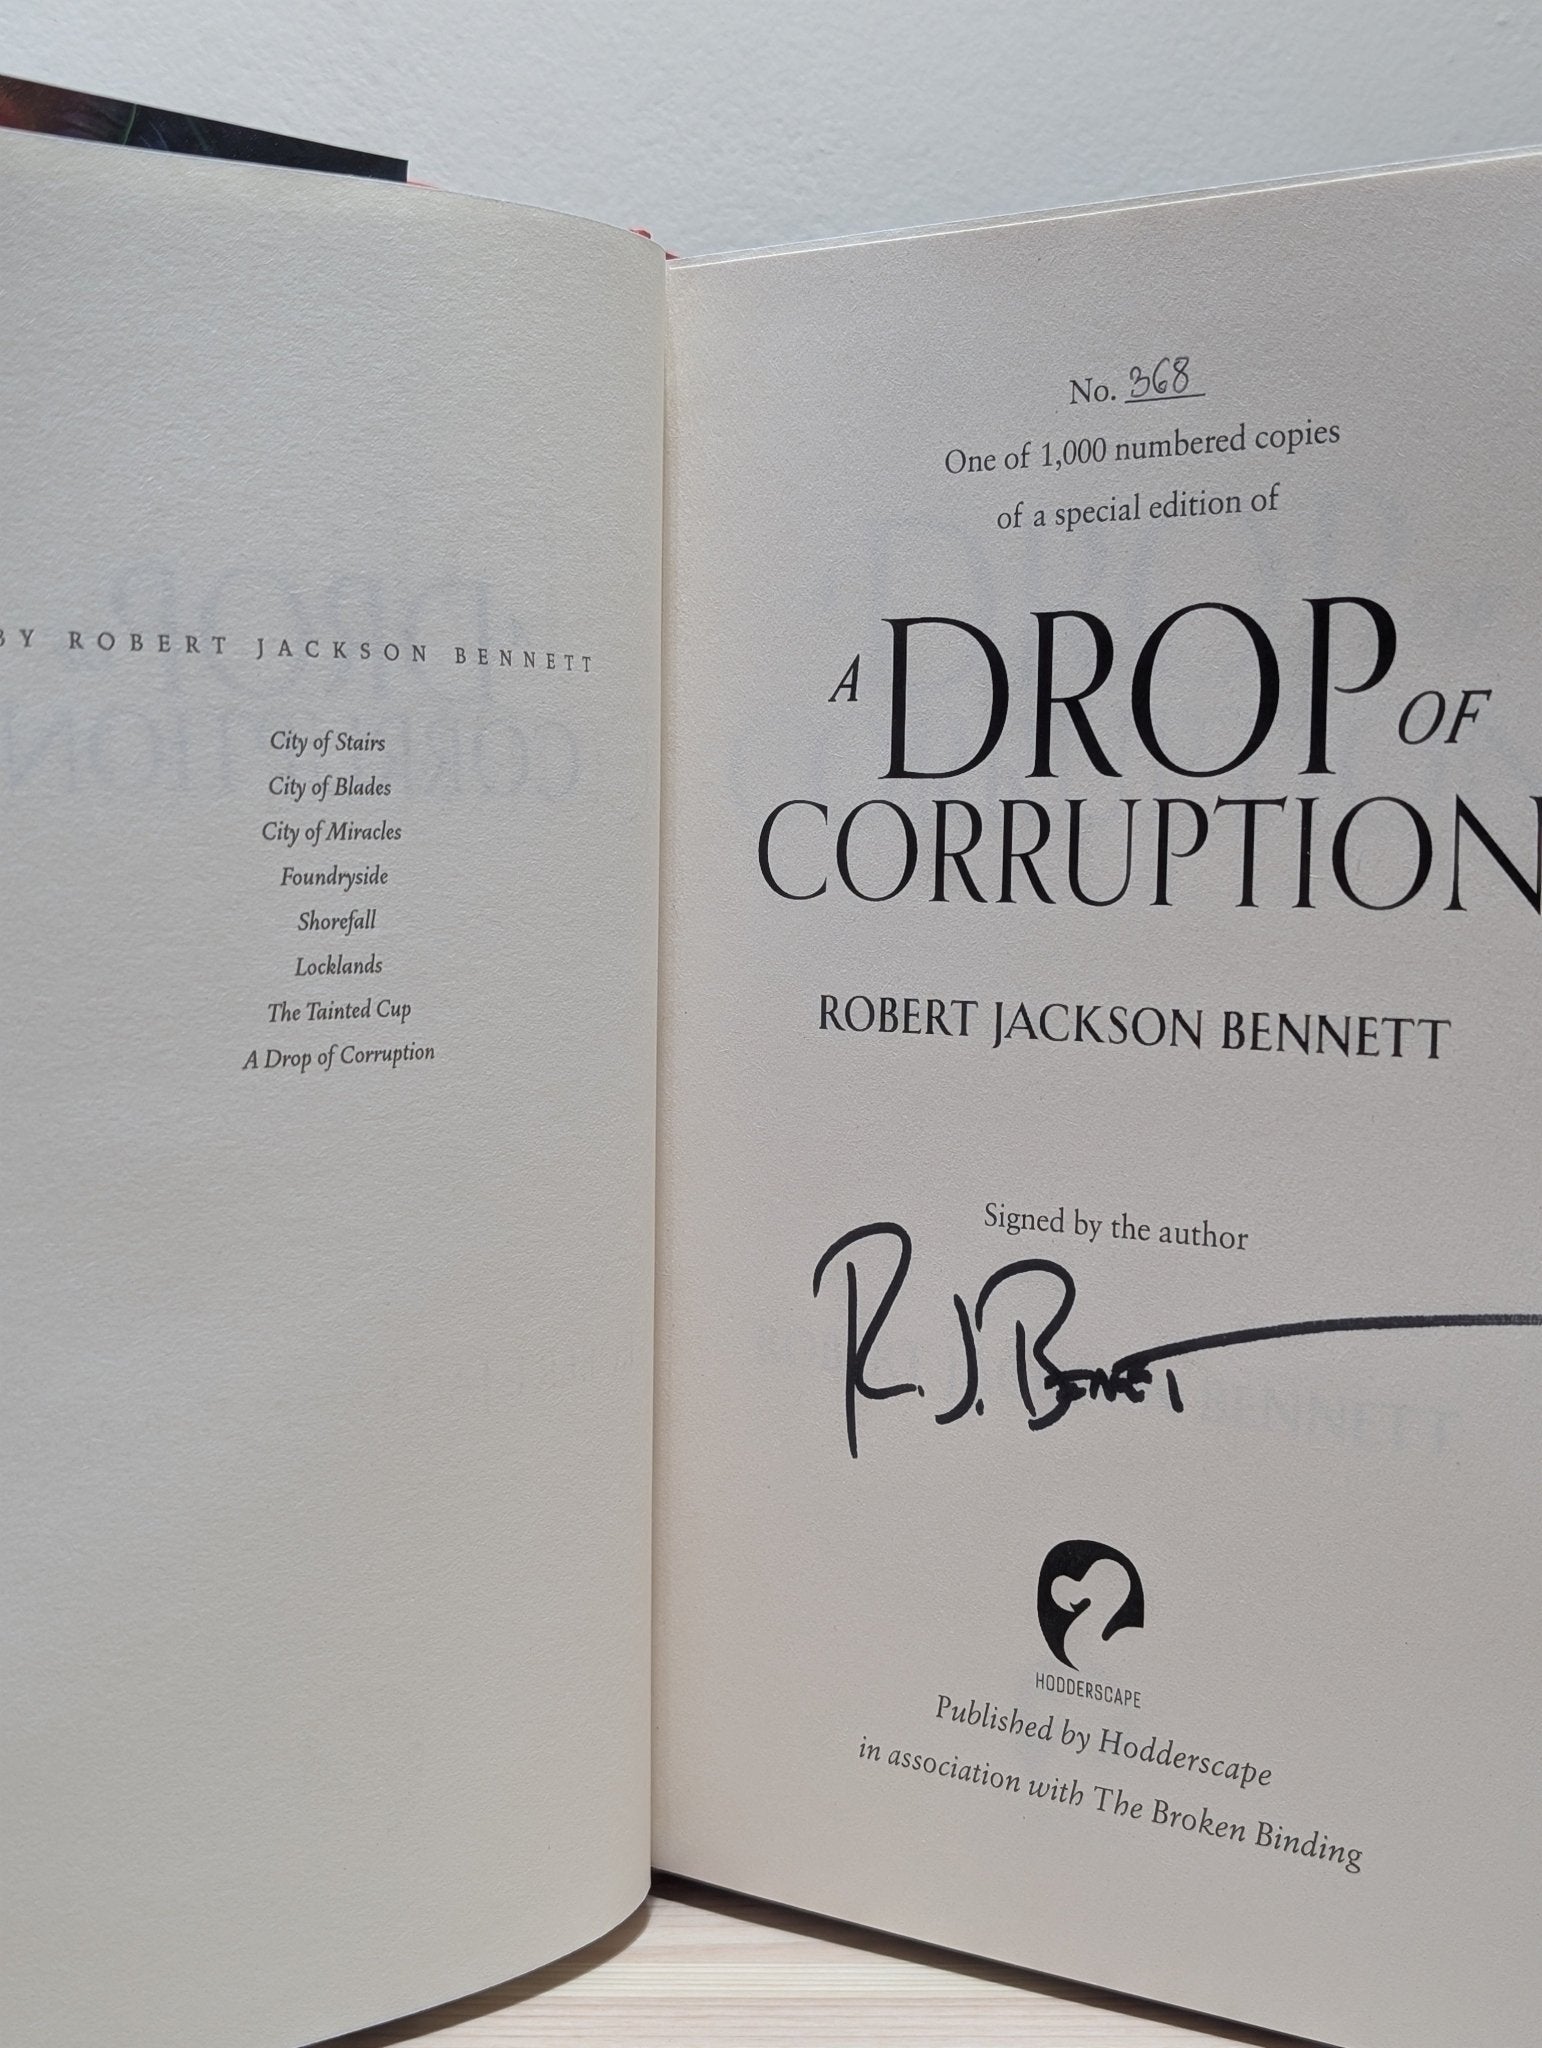 BY ROBERT JACKSON BENNETT
City of Stairs
City of Blades
City of Miracles
Foundryside
Shorefall
Locklands
The Tainted Cup
A Drop of Corruption
No. 368
One of 1,000 numbered copies
of a special edition of
A DROP OF
CORRUPTION
ROBERT JACKSON BENNETT
Signed by the author
R. J. BENNET
HODDERSCAPE
Published by Hodderscape
in association with The Broken Binding